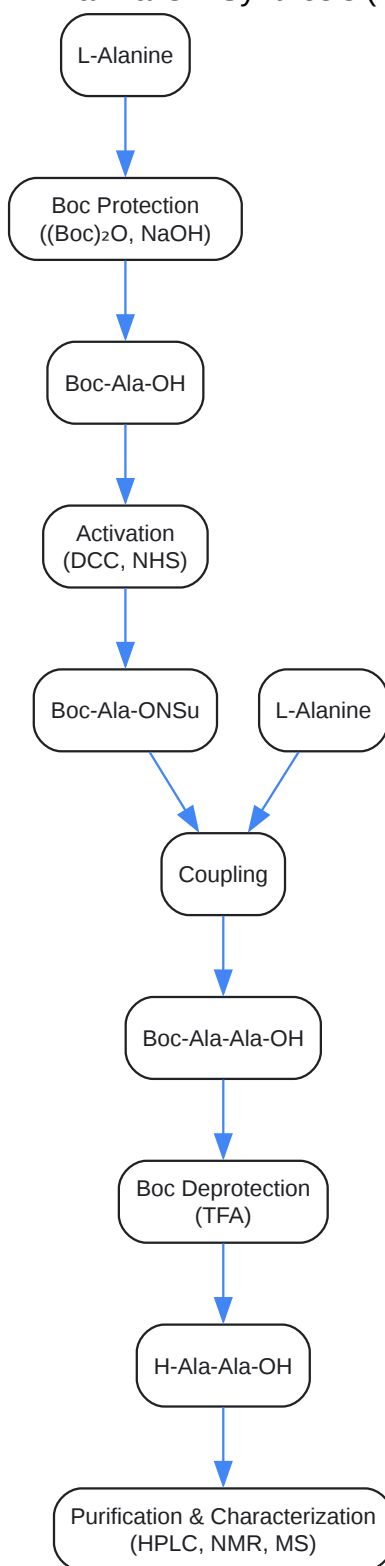 L-Alanine
Boc Protection
((Boc)₂O, NaOH)
Boc-Ala-OH
Activation
(DCC, NHS)
Boc-Ala-ONSu
L-Alanine
Coupling
Boc-Ala-Ala-OH
Boc Deprotection
(TFA)
H-Ala-Ala-OH
Purification & Characterization
(HPLC, NMR, MS)